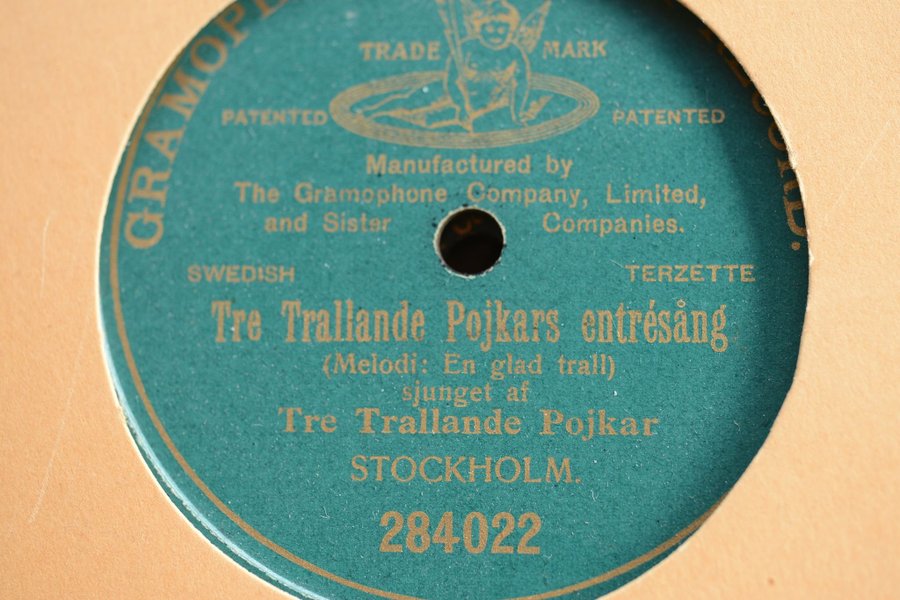 GRAMOPH
TRADE MARK
PATENTED PATENTED
Manufactured by
The Gramophone Company, Limited,
and Sister Companies.
SWEDISH TERZETTE
Tre Trallande Pojkars entrésång
(Melodi: En glad trall)
sjunget af
Tre Trallande Pojkar
STOCKHOLM.
284022